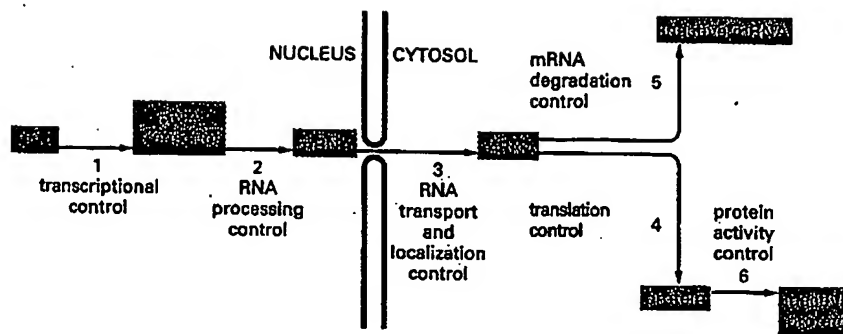 NUCLEUS
CYTOSOL
mRNA
degradation
control
5
1
transcriptional
control
2
RNA
processing
control
3
RNA
transport
and
localization
control
translation
control
4
protein
activity
control
6